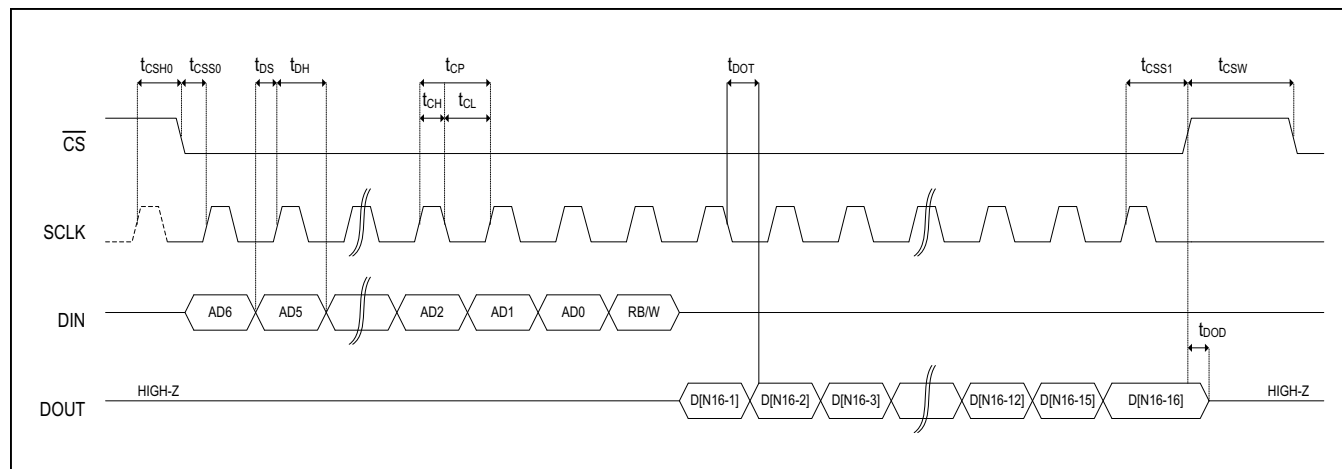 tCSH0 tCSS0 tDS tDH tCP tDOT tCSS1 tCSW
tCH tCL
CS
SCLK
DIN AD6 AD5 AD2 AD1 AD0 RB/W
tDOD
DOUT HIGH-Z D[N16-1] D[N16-2] D[N16-3] D[N16-12] D[N16-15] D[N16-16] HIGH-Z